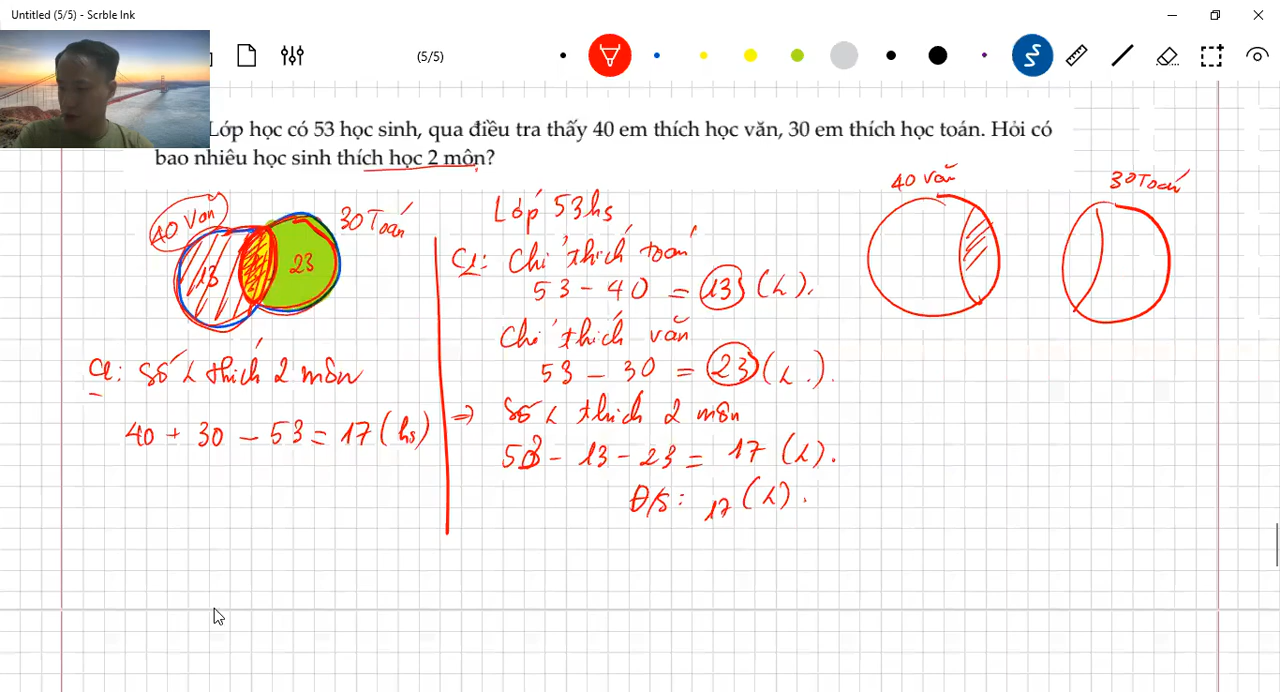 Untitled (5/5) - Scrble Ink
(5/5)
Lớp học có 53 học sinh, qua điều tra thấy 40 em thích học văn, 30 em thích học toán. Hỏi có
bao nhiêu học sinh thích học 2 môn?
40 Văn
30 Toán
13
23
C1: Số h thích 2 môn
40 + 30 - 53 = 17 (hs)
Lớp 53hs
C2: Chỉ thích toán
53 - 40 = 13 (h).
Chỉ thích văn
53 - 30 = 23 (h.).
=> Số h thích 2 môn
53 - 13 - 23 = 17 (h).
Đ/S: 17 (h).
40 Văn
30 Toán